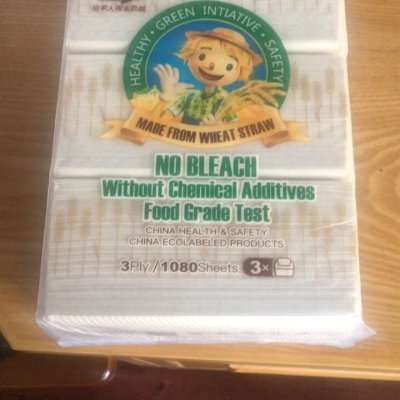 HEALTHY · GREEN INTIATIVE · SAFETY
MADE FROM WHEAT STRAW
NO BLEACH
Without Chemical Additives
Food Grade Test
CHINA HEALTH & SAFETY
CHINA ECOLABELED PRODUCTS
3Ply/1080Sheets 3×